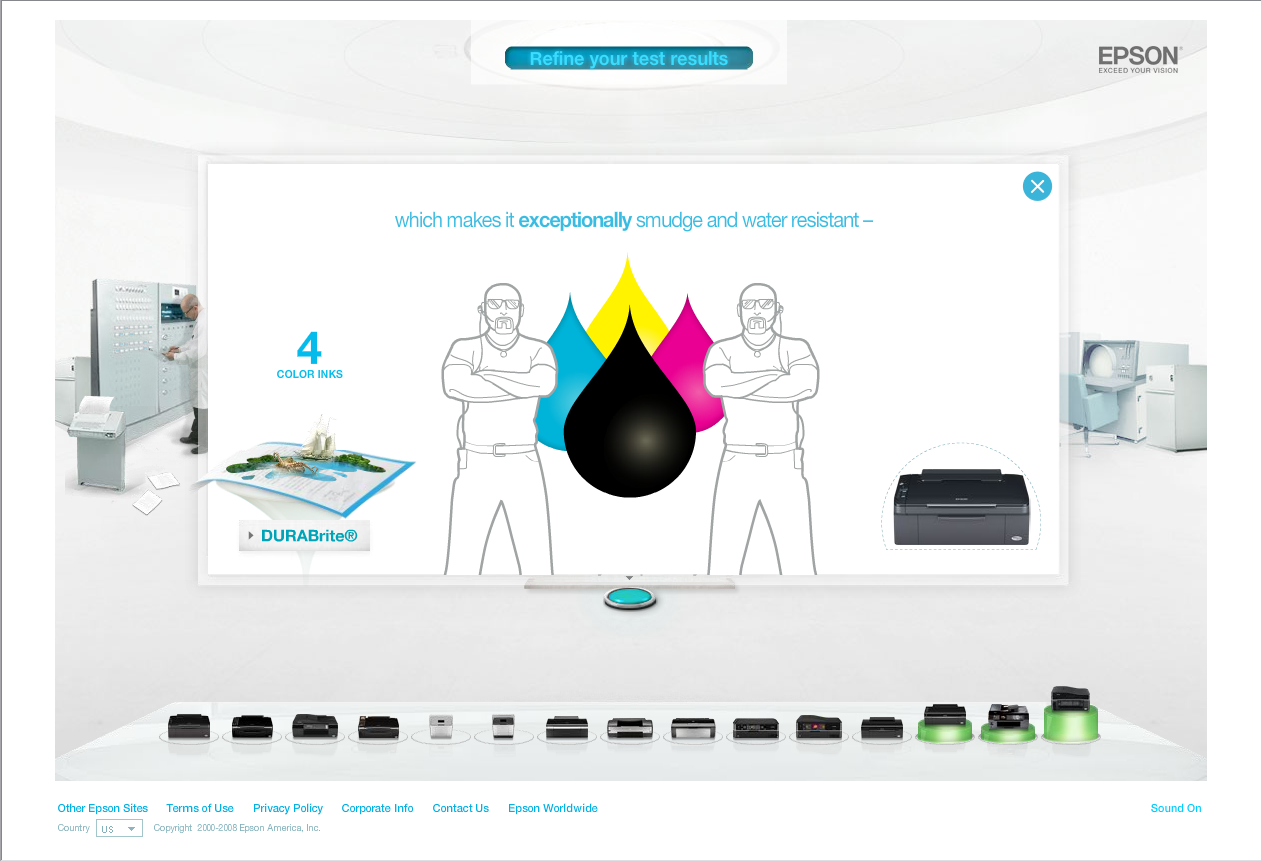 Refine your test results
EPSON®
EXCEED YOUR VISION
which makes it exceptionally smudge and water resistant –
4
COLOR INKS
DURABrite®
Other Epson Sites Terms of Use Privacy Policy Corporate Info Contact Us Epson Worldwide
Sound On
Country US Copyright 2000-2008 Epson America, Inc.